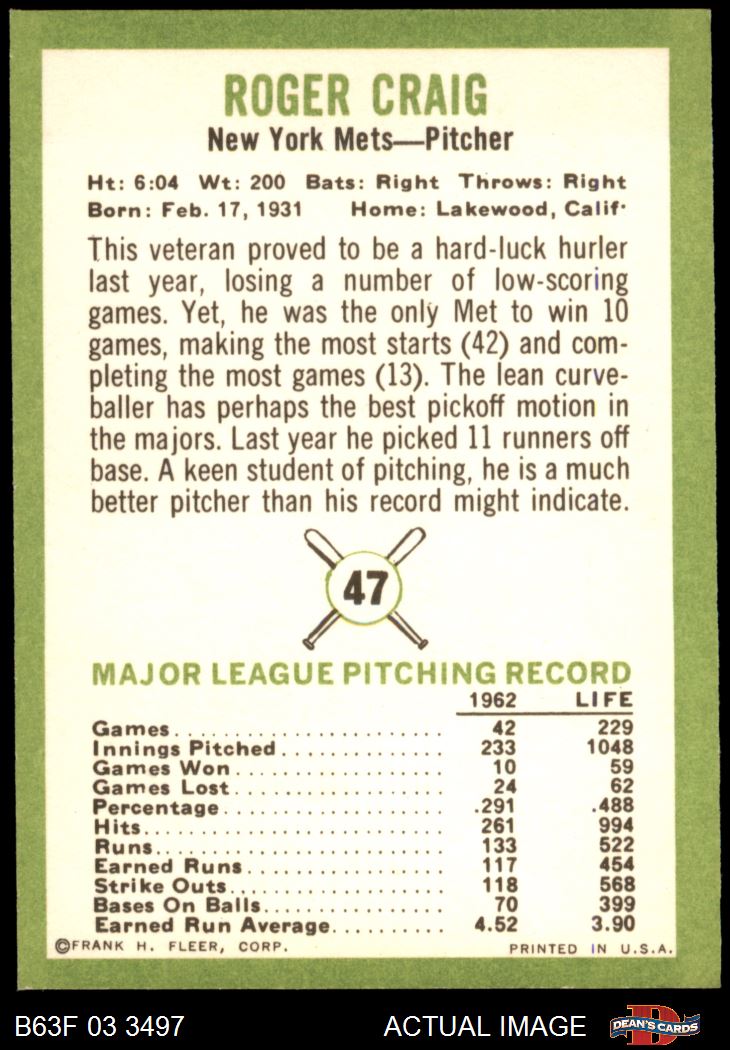 ROGER CRAIG
New York Mets—Pitcher
Ht: 6:04 Wt: 200 Bats: Right Throws: Right
Born: Feb. 17, 1931 Home: Lakewood, Calif.
This veteran proved to be a hard-luck hurler
last year, losing a number of low-scoring
games. Yet, he was the only Met to win 10
games, making the most starts (42) and com-
pleting the most games (13). The lean curve-
baller has perhaps the best pickoff motion in
the majors. Last year he picked 11 runners off
base. A keen student of pitching, he is a much
better pitcher than his record might indicate.
47
MAJOR LEAGUE PITCHING RECORD
1962 LIFE
Games........................ 42 229
Innings Pitched.............. 233 1048
Games Won.................... 10 59
Games Lost................... 24 62
Percentage................... .291 .488
Hits......................... 261 994
Runs......................... 133 522
Earned Runs.................. 117 454
Strike Outs.................. 118 568
Bases On Balls............... 70 399
Earned Run Average.......... 4.52 3.90
©FRANK H. FLEER, CORP. PRINTED IN U.S.A.
B63F 03 3497 ACTUAL IMAGE D DEAN'S CARDS